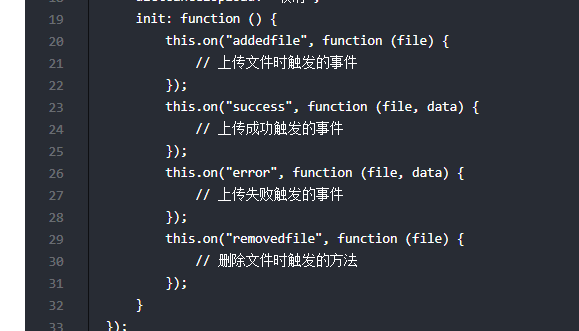 19 init: function () {
20 this.on("addedfile", function (file) {
21 // 上传文件时触发的事件
22 });
23 this.on("success", function (file, data) {
24 // 上传成功触发的事件
25 });
26 this.on("error", function (file, data) {
27 // 上传失败触发的事件
28 });
29 this.on("removedfile", function (file) {
30 // 删除文件时触发的方法
31 });
32 }
33 });